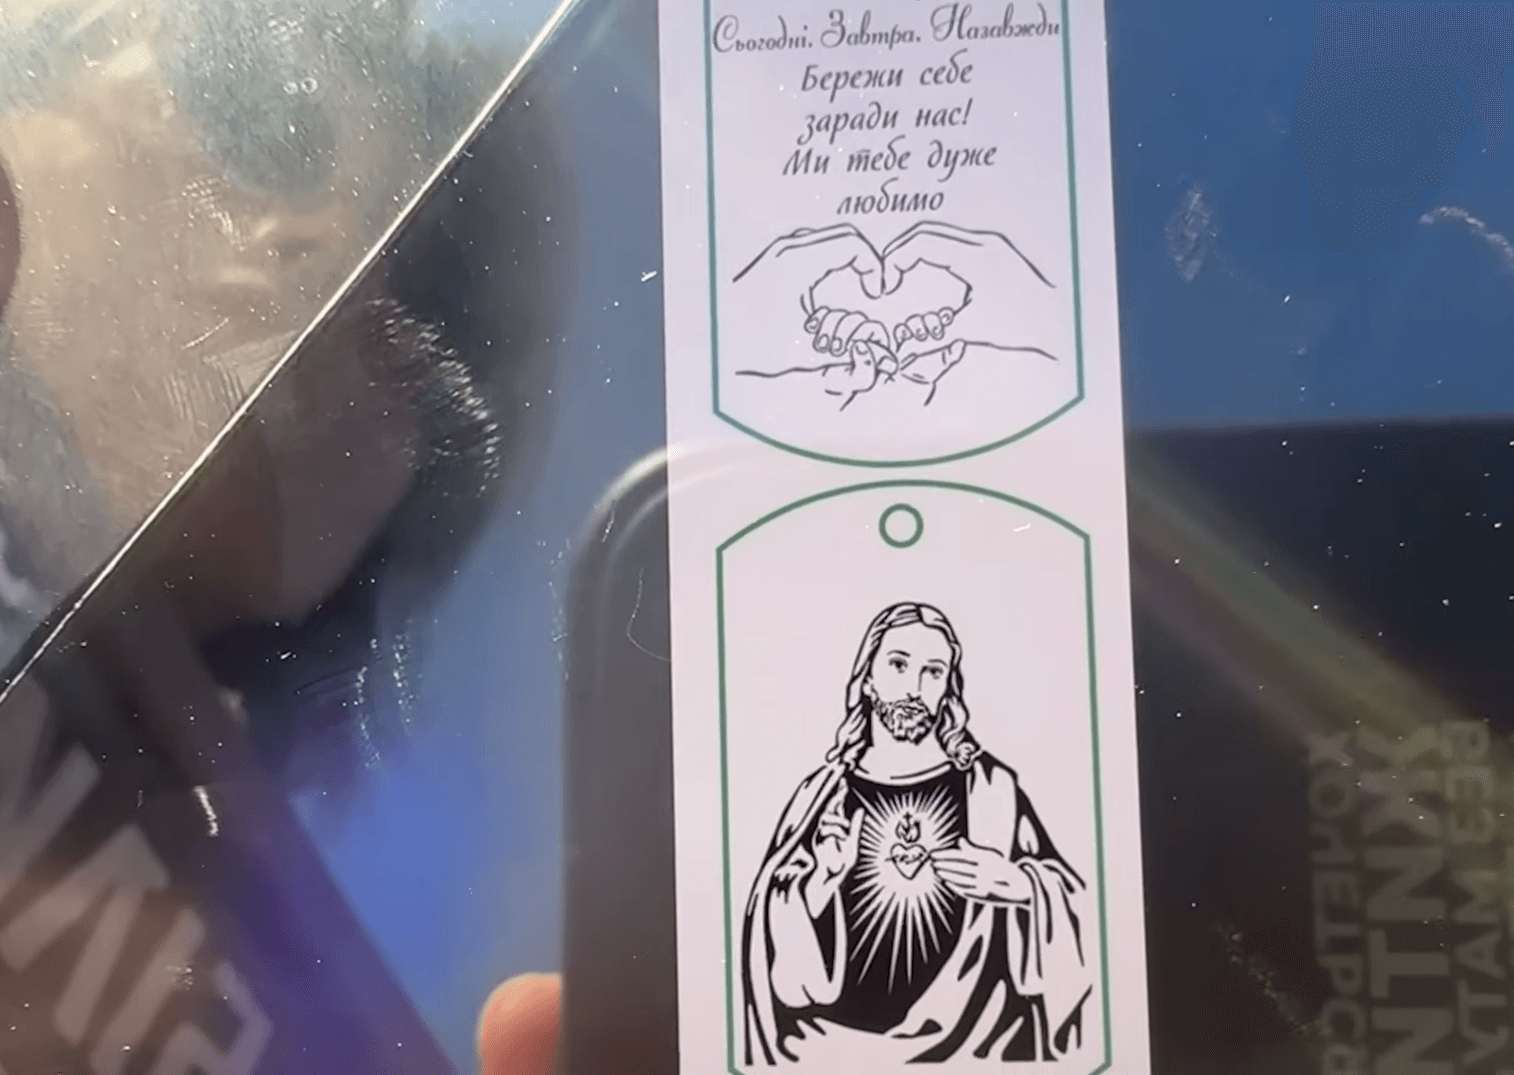 Сьогодні. Завтра. Назавжди
Бережи себе
заради нас!
Ми тебе дуже
любимо